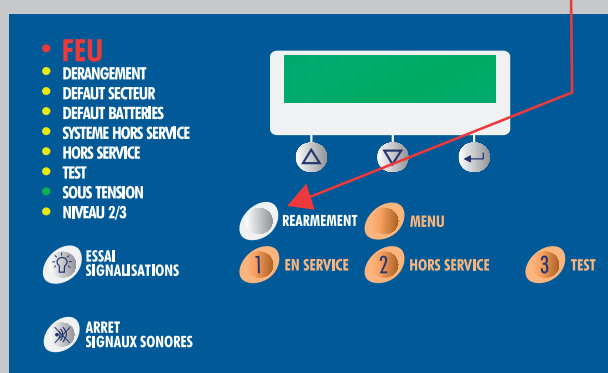 FEU
DERANGEMENT
DEFAUT SECTEUR
DEFAUT BATTERIES
SYSTEME HORS SERVICE
HORS SERVICE
TEST
SOUS TENSION
NIVEAU 2/3
REARMEMENT
MENU
ESSAI
SIGNALISATIONS
1 EN SERVICE
2 HORS SERVICE
3 TEST
ARRET
SIGNAUX SONORES